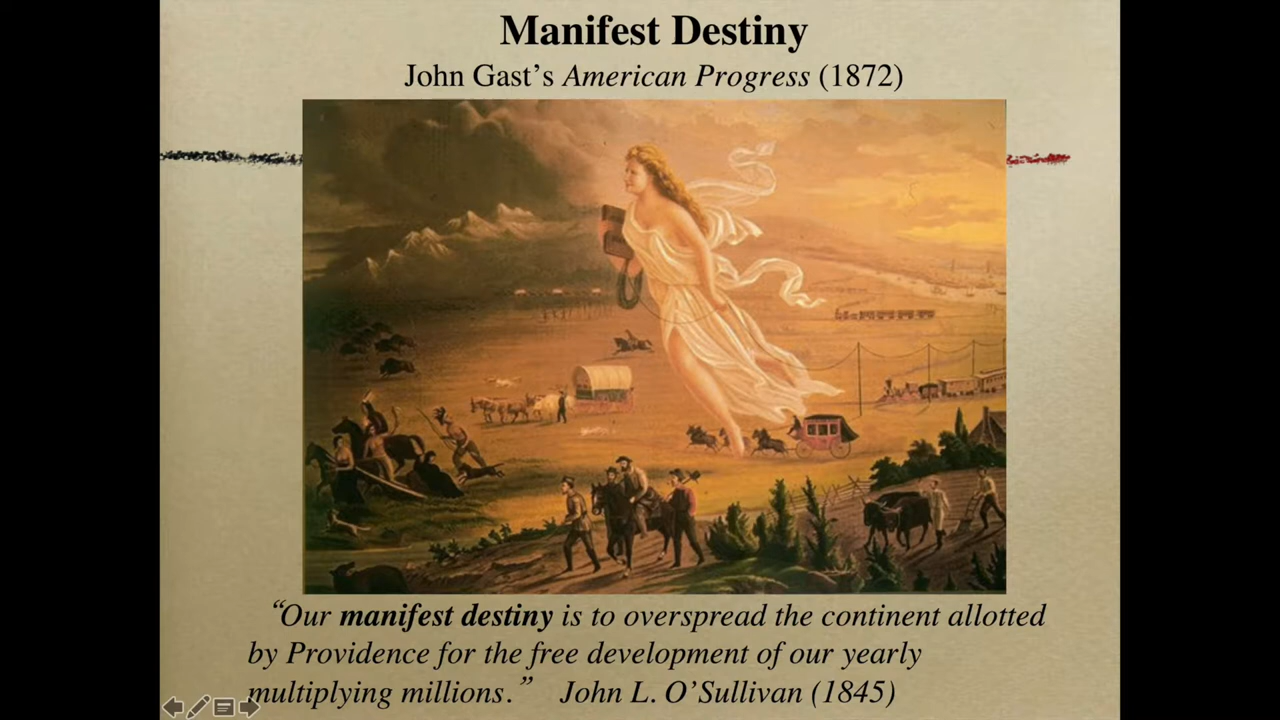 Manifest Destiny
John Gast’s American Progress (1872)
“Our manifest destiny is to overspread the continent allotted
by Providence for the free development of our yearly
multiplying millions.” John L. O’Sullivan (1845)